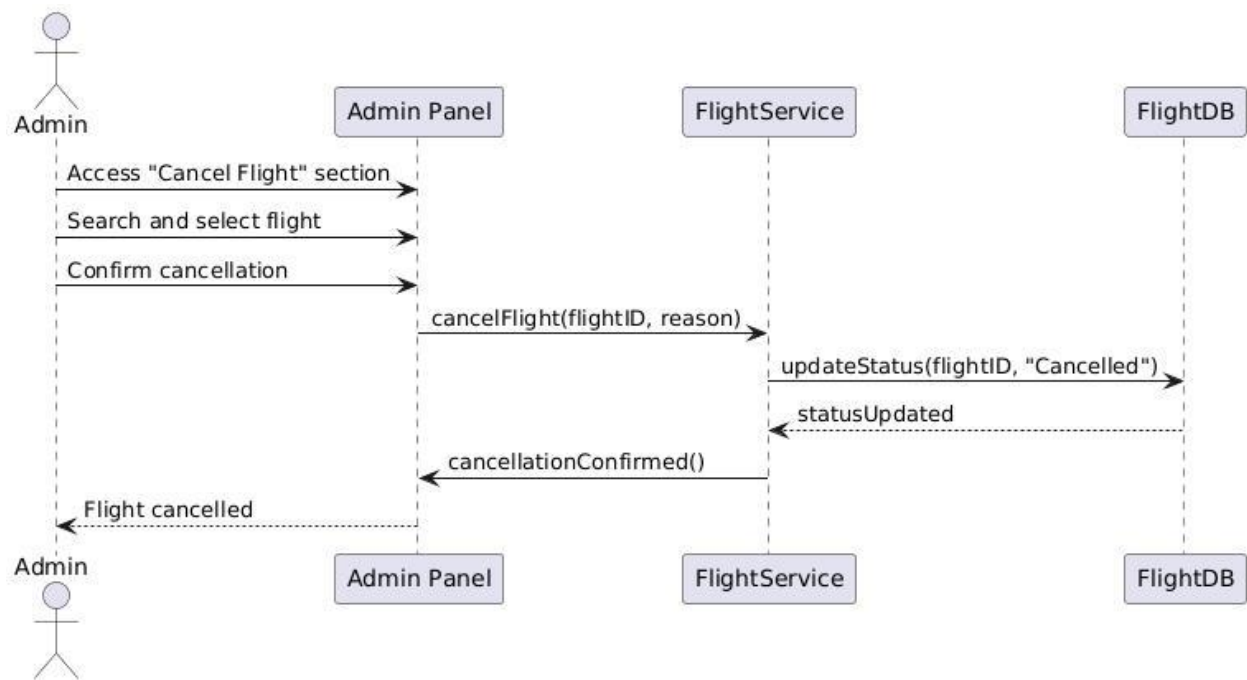 Admin
Admin Panel
FlightService
FlightDB
Access "Cancel Flight" section
Search and select flight
Confirm cancellation
cancelFlight(flightID, reason)
updateStatus(flightID, "Cancelled")
statusUpdated
cancellationConfirmed()
Flight cancelled
Admin
Admin Panel
FlightService
FlightDB